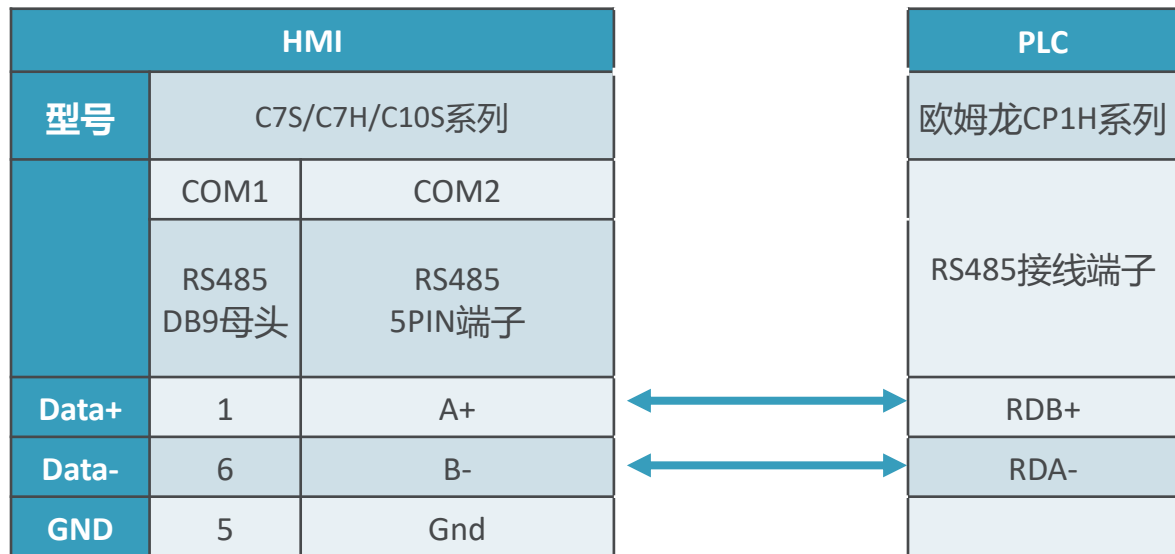 HMI PLC
型号 C7S/C7H/C10S系列 欧姆龙CP1H系列
COM1 COM2
RS485 RS485 RS485接线端子
DB9母头 5PIN端子
Data+ 1 A+ RDB+
Data- 6 B- RDA-
GND 5 Gnd